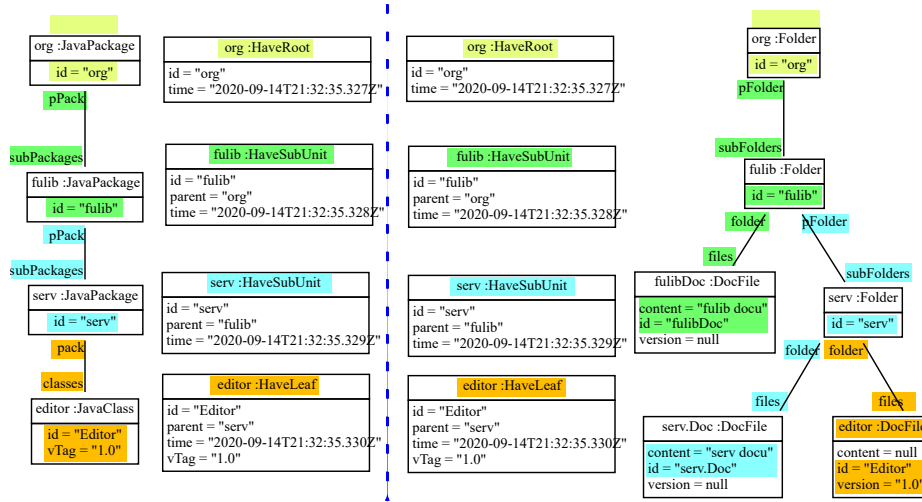 org :JavaPackage
id = "org"
pPack
subPackages
fulib :JavaPackage
id = "fulib"
pPack
subPackages
serv :JavaPackage
id = "serv"
pack
classes
editor :JavaClass
id = "Editor"
vTag = "1.0"
org :HaveRoot
id = "org"
time = "2020-09-14T21:32:35.327Z"
fulib :HaveSubUnit
id = "fulib"
parent = "org"
time = "2020-09-14T21:32:35.328Z"
serv :HaveSubUnit
id = "serv"
parent = "fulib"
time = "2020-09-14T21:32:35.329Z"
editor :HaveLeaf
id = "Editor"
parent = "serv"
time = "2020-09-14T21:32:35.330Z"
vTag = "1.0"
org :HaveRoot
id = "org"
time = "2020-09-14T21:32:35.327Z"
fulib :HaveSubUnit
id = "fulib"
parent = "org"
time = "2020-09-14T21:32:35.328Z"
serv :HaveSubUnit
id = "serv"
parent = "fulib"
time = "2020-09-14T21:32:35.329Z"
editor :HaveLeaf
id = "Editor"
parent = "serv"
time = "2020-09-14T21:32:35.330Z"
vTag = "1.0"
org :Folder
id = "org"
pFolder
subFolders
fulib :Folder
id = "fulib"
folder
pFolder
files
subFolders
fulibDoc :DocFile
content = "fulib docu"
id = "fulibDoc"
version = null
serv :Folder
id = "serv"
folder
folder
files
files
serv.Doc :DocFile
content = "serv docu"
id = "serv.Doc"
version = null
editor :DocFile
content = null
id = "Editor"
version = "1.0"